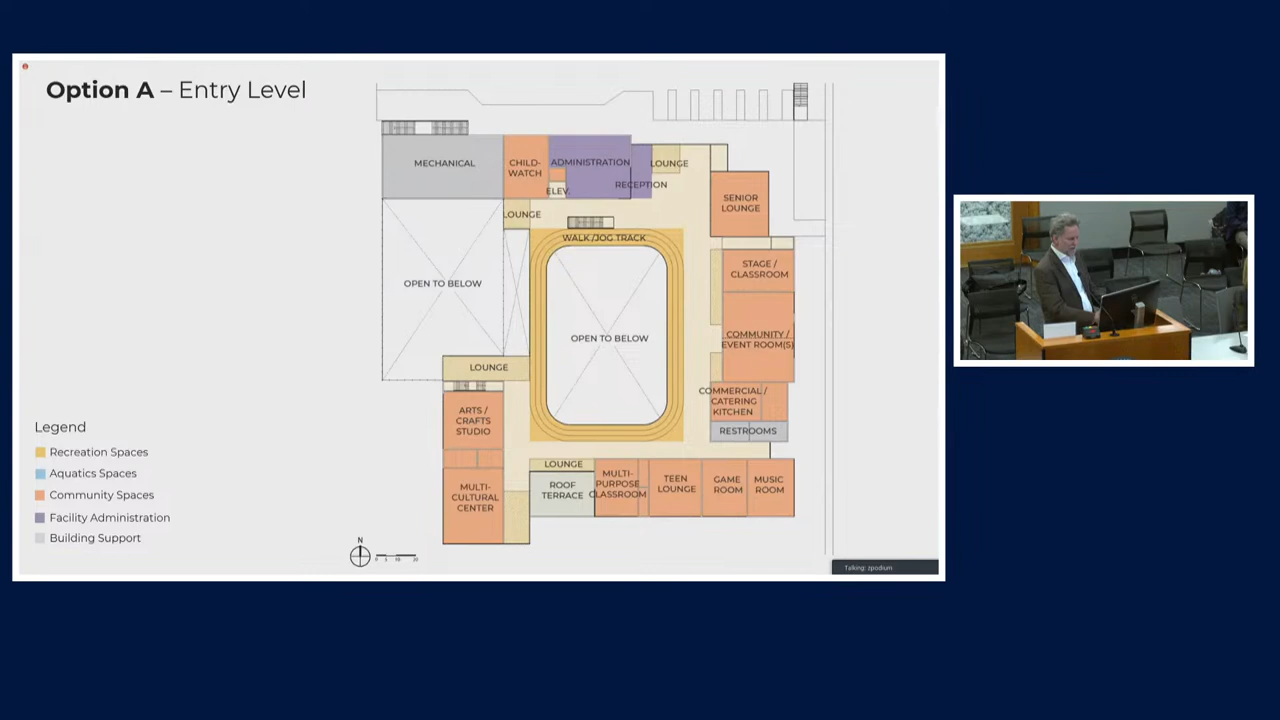 Option A – Entry Level
MECHANICAL
CHILD-
WATCH
ADMINISTRATION
ELEV.
RECEPTION
LOUNGE
SENIOR
LOUNGE
LOUNGE
WALK /JOG TRACK
OPEN TO BELOW
OPEN TO BELOW
STAGE /
CLASSROOM
COMMUNITY /
EVENT ROOM(S)
LOUNGE
COMMERCIAL /
CATERING
KITCHEN
RESTROOMS
ARTS /
CRAFTS
STUDIO
MULTI-
CULTURAL
CENTER
LOUNGE
ROOF
TERRACE
MULTI-
PURPOSE
CLASSROOM
TEEN
LOUNGE
GAME
ROOM
MUSIC
ROOM
Legend
Recreation Spaces
Aquatics Spaces
Community Spaces
Facility Administration
Building Support
N
Talking: zpodium